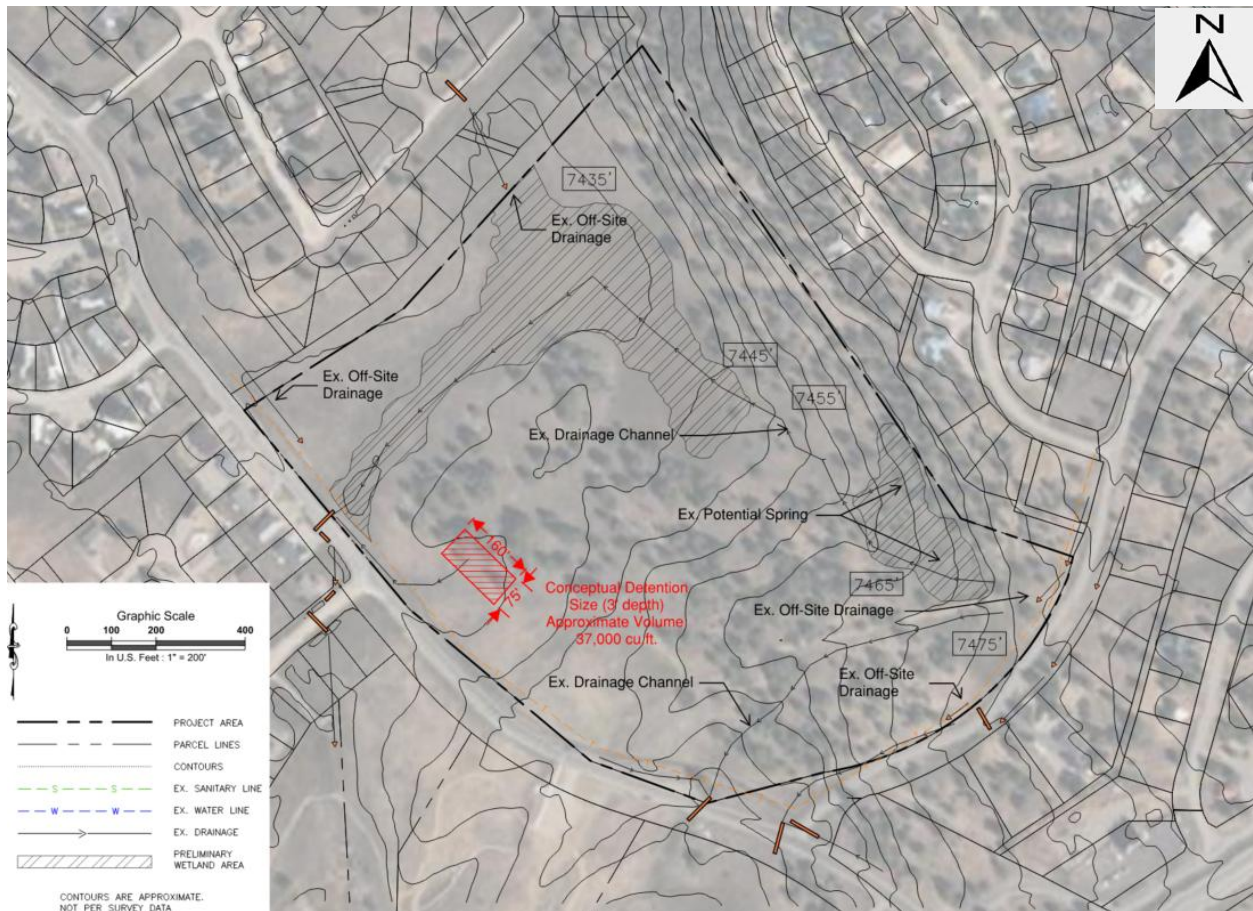 N
7435'
Ex. Off-Site
Drainage
7445'
Ex. Off-Site
Drainage
7455'
Ex. Drainage Channel
Ex. Potential Spring
160'
75'
Conceptual Detention
Size (3' depth)
Approximate Volume
37,000 cu.ft.
7465'
Ex. Off-Site Drainage
7475'
Ex. Drainage Channel
Ex. Off-Site
Drainage
Graphic Scale
0 100 200 400
In U.S. Feet : 1" = 200'
PROJECT AREA
PARCEL LINES
CONTOURS
S S EX. SANITARY LINE
W W EX. WATER LINE
EX. DRAINAGE
PRELIMINARY
WETLAND AREA
CONTOURS ARE APPROXIMATE.
NOT PER SURVEY DATA